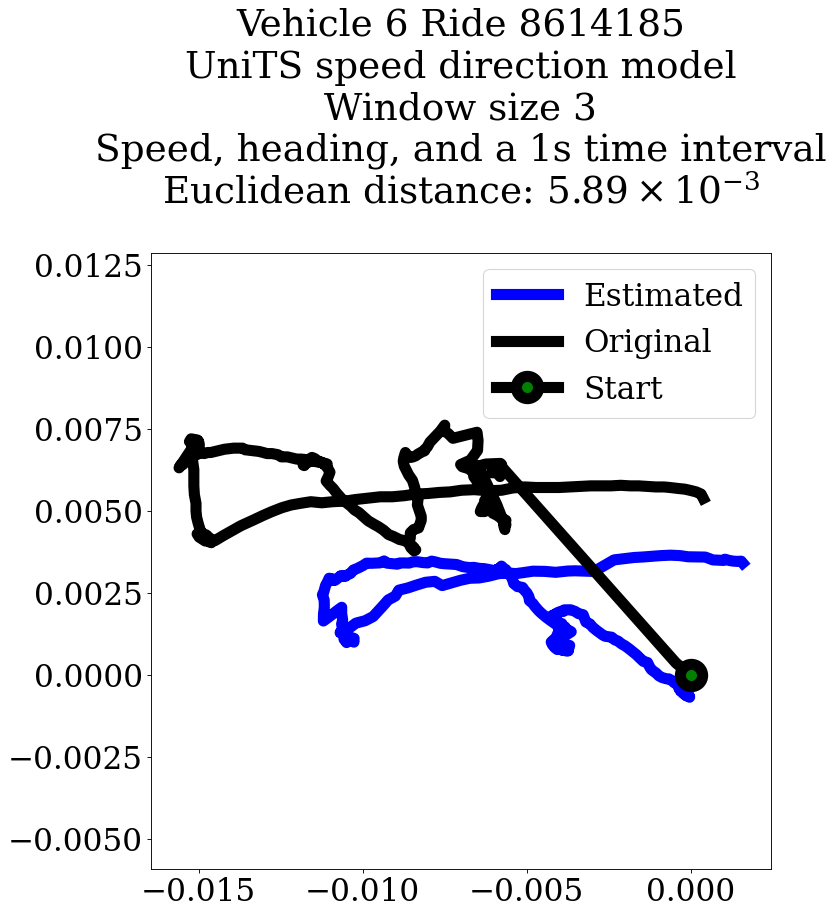 Vehicle 6 Ride 8614185
UniTS speed direction model
Window size 3
Speed, heading, and a 1s time interval
Euclidean distance: 5.89 × 10⁻³
0.0125
0.0100
0.0075
0.0050
0.0025
0.0000
−0.0025
−0.0050
Estimated
Original
Start
−0.015 −0.010 −0.005 0.000